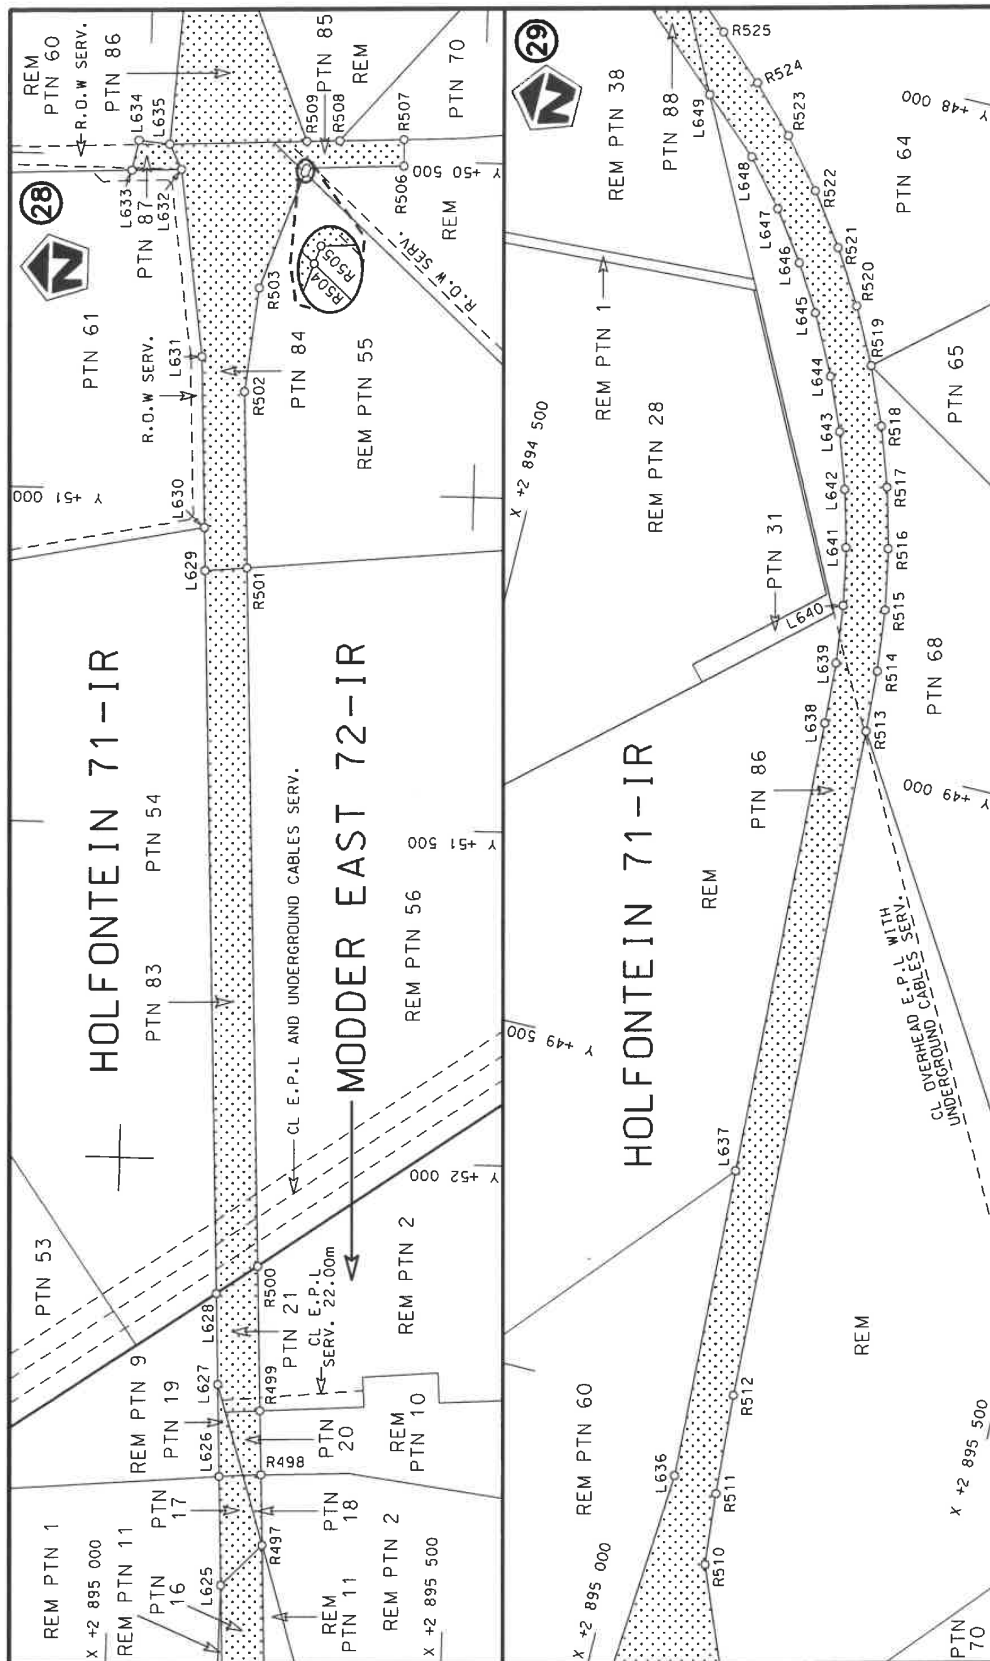 28
N
REM
PTN 60
R.O.W SERV.
PTN 86
L634
L635
L633
L632
PTN 87
PTN 85
REM
PTN 70
R509
R508
R507
R506
Y +50 500
REM
R504
R505
R503
R.O.W SERV.
PTN 61
R.O.W SERV.
L631
PTN 84
R502
REM PTN 55
Y +51 000
L630
L629
R501
HOLFONTEIN 71-IR
PTN 54
PTN 83
MODDER EAST 72-IR
CL E.P.L AND UNDERGROUND CABLES SERV.
Y +51 500
REM PTN 56
Y +52 000
PTN 53
L628
R500
PTN 21
CL E.P.L
SERV. 22.00m
REM PTN 2
REM PTN 9
PTN 19
L627
R499
L626
PTN
20
REM
PTN 10
R498
PTN
17
PTN
18
REM PTN 1
X +2 895 000
REM PTN 11
PTN
16
L625
R497
REM
PTN 11
REM PTN 2
X +2 895 500
29
N
R525
R524
R523
R522
R521
R520
R519
R518
R517
R516
R515
R514
R513
REM PTN 38
PTN 88
L649
L648
L647
L646
L645
L644
L643
L642
L641
L640
L639
L638
Y +48 000
PTN 64
PTN 65
PTN 68
REM PTN 1
REM PTN 28
X +2 894 500
PTN 31
HOLFONTEIN 71-IR
PTN 86
REM
Y +49 000
CL OVERHEAD E.P.L WITH
UNDERGROUND CABLES SERV.
Y +49 500
L637
REM
R512
REM PTN 60
L636
R511
R510
X +2 895 000
X +2 895 500
PTN
70